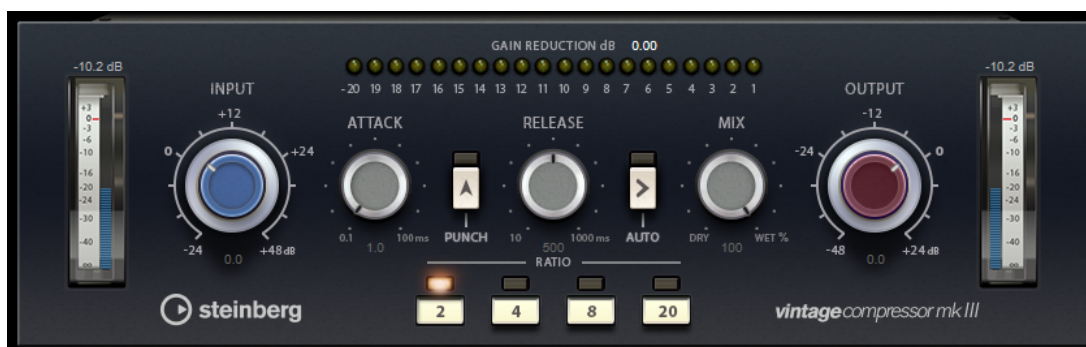 GAIN REDUCTION dB 0.00
-10.2 dB
-20 19 18 17 16 15 14 13 12 11 10 9 8 7 6 5 4 3 2 1
-10.2 dB
+3
0
-3
-6
-10
-16
-20
-24
-30
-40
∞
INPUT
+12
0
+24
-24
+48 dB
0.0
ATTACK
0.1
100 ms
1.0
PUNCH
RELEASE
10
1000 ms
500
AUTO
MIX
DRY
WET %
100
OUTPUT
-12
-24
0
-48
+24 dB
0.0
+3
0
-3
-6
-10
-16
-20
-24
-30
-40
∞
RATIO
2 4 8 20
steinberg
vintagecompressor mk III